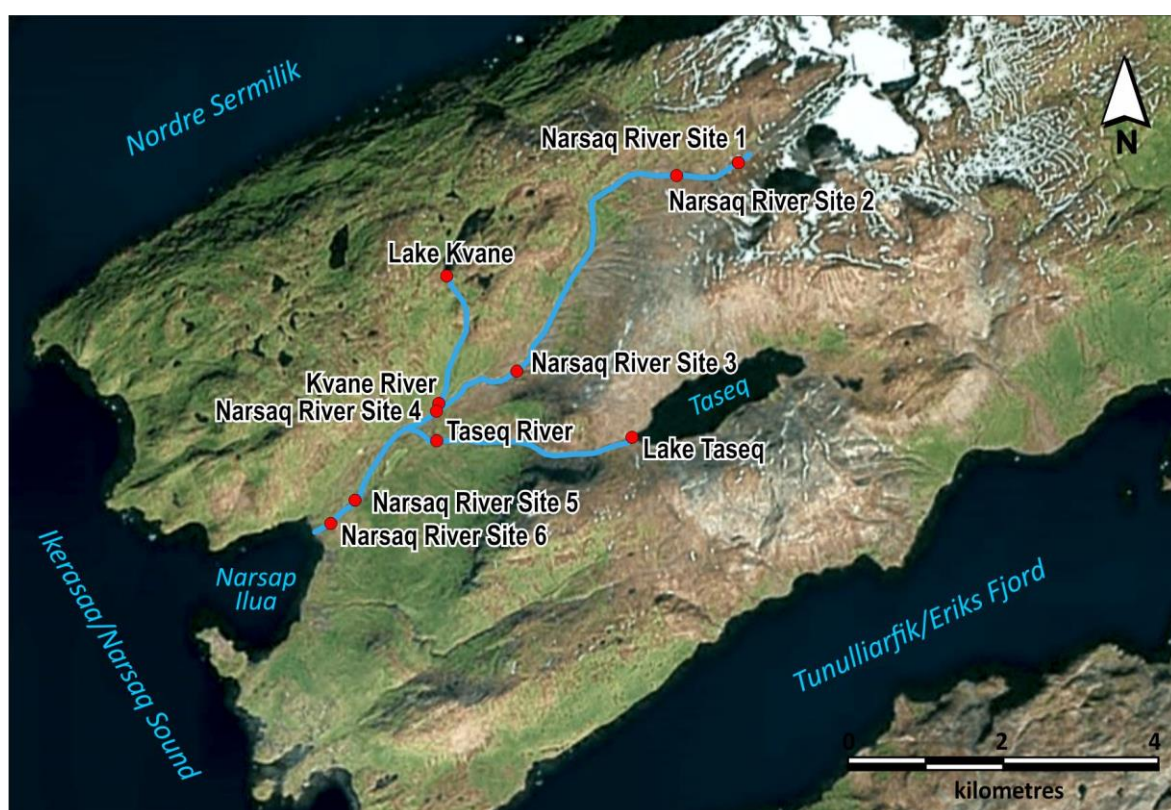 Nordre Sermilik
N
Narsaq River Site 1
Narsaq River Site 2
Lake Kvane
Narsaq River Site 3
Taseq
Kvane River
Narsaq River Site 4
Taseq River
Lake Taseq
Narsaq River Site 5
Narsaq River Site 6
Narsap
Ilua
Ikerasaa/Narsaq Sound
Tunulliarfik/Eriks Fjord
0 2 4
kilometres